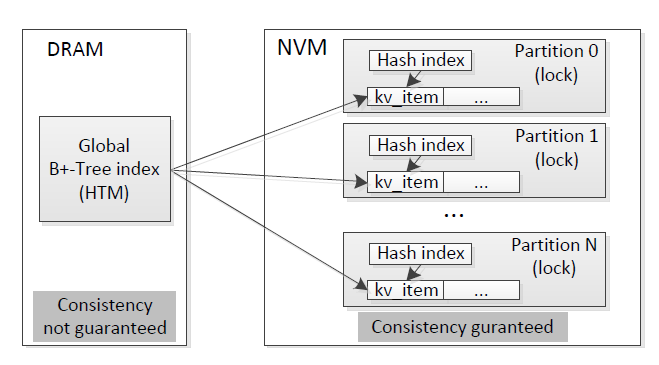 DRAM
Global
B+-Tree index
(HTM)
Consistency
not guaranteed
NVM
Hash index
kv_item
...
Partition 0
(lock)
Hash index
kv_item
...
Partition 1
(lock)
...
Hash index
kv_item
...
Partition N
(lock)
Consistency guranteed